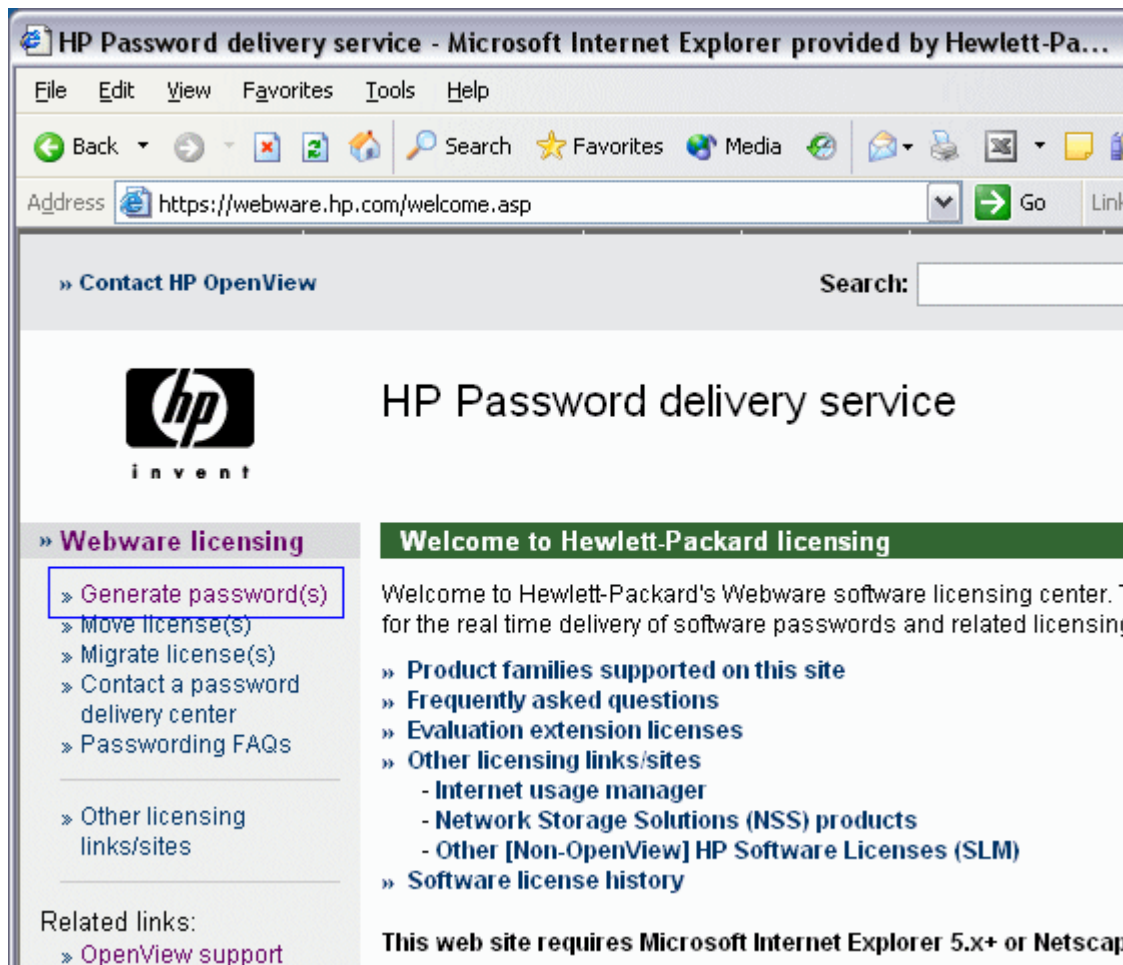 HP Password delivery service - Microsoft Internet Explorer provided by Hewlett-Pa...
File Edit View Favorites Tools Help
Back Search Favorites Media
Address https://webware.hp.com/welcome.asp Go
» Contact HP OpenView
Search:
hp
invent
HP Password delivery service
» Webware licensing
» Generate password(s)
» Move license(s)
» Migrate license(s)
» Contact a password
delivery center
» Passwording FAQs
» Other licensing
links/sites
Related links:
» OpenView support
Welcome to Hewlett-Packard licensing
Welcome to Hewlett-Packard's Webware software licensing center.
for the real time delivery of software passwords and related
» Product families supported on this site
» Frequently asked questions
» Evaluation extension licenses
» Other licensing links/sites
- Internet usage manager
- Network Storage Solutions (NSS) products
- Other [Non-OpenView] HP Software Licenses (SLM)
» Software license history
This web site requires Microsoft Internet Explorer 5.x+ or